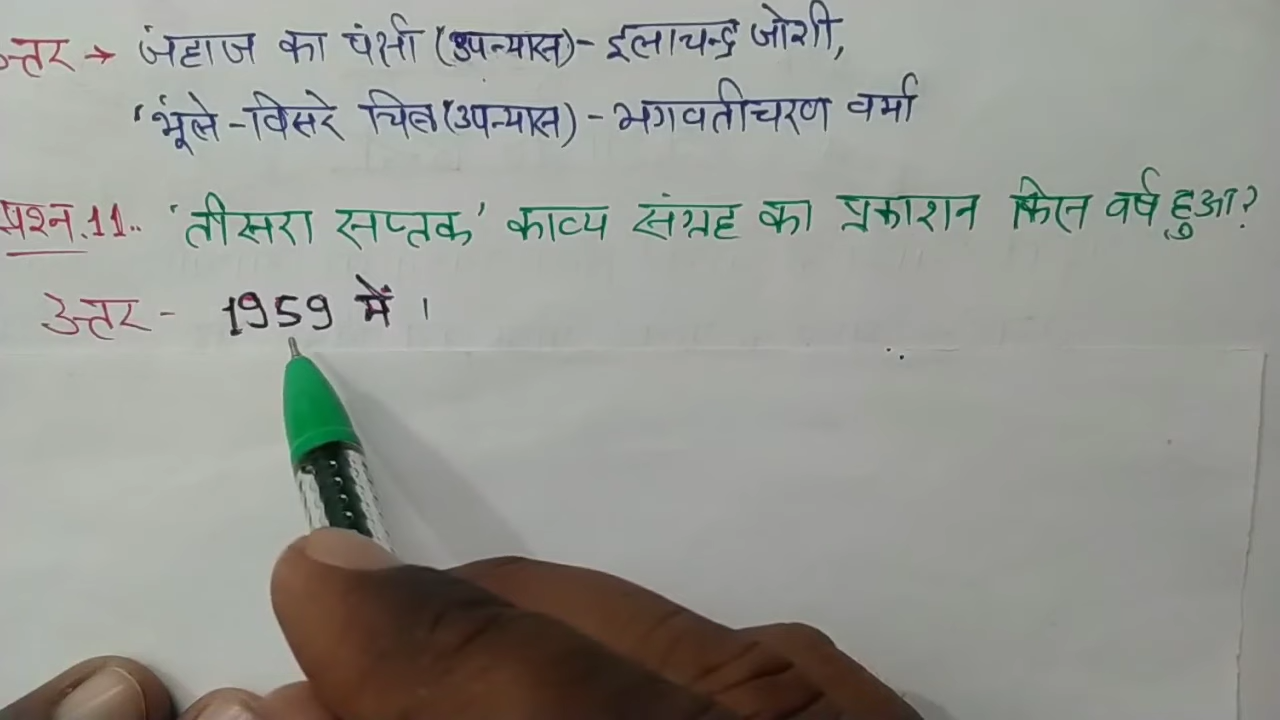 उत्तर → जहाज का पंक्षी (उपन्यास) - इलाचन्द्र जोशी,
'भूले-विसरे चित्र (उपन्यास) - भगवतीचरण वर्मा
प्रश्न.11.. 'तीसरा सप्तक' काव्य संग्रह का प्रकाशन किस वर्ष हुआ?
उत्तर - 1959 में ।